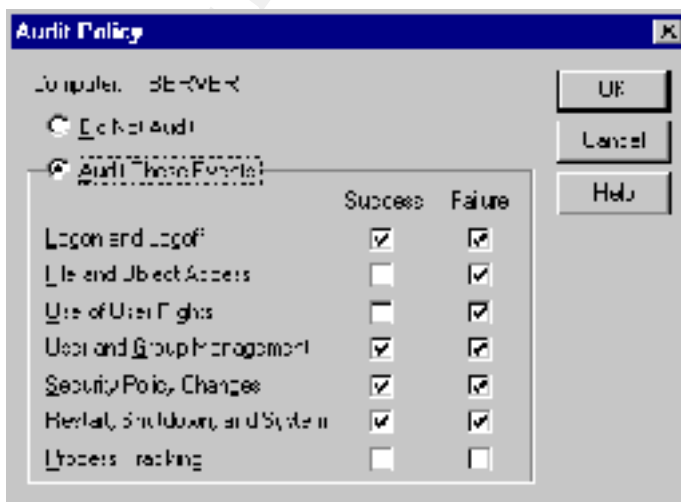 Audit Policy
Computer: SERVER
Do Not Audit
Audit These Events
Success Failure
Logon and Logoff
File and Object Access
Use of User Rights
User and Group Management
Security Policy Changes
Restart, Shutdown, and System
Process Tracking
OK
Cancel
Help